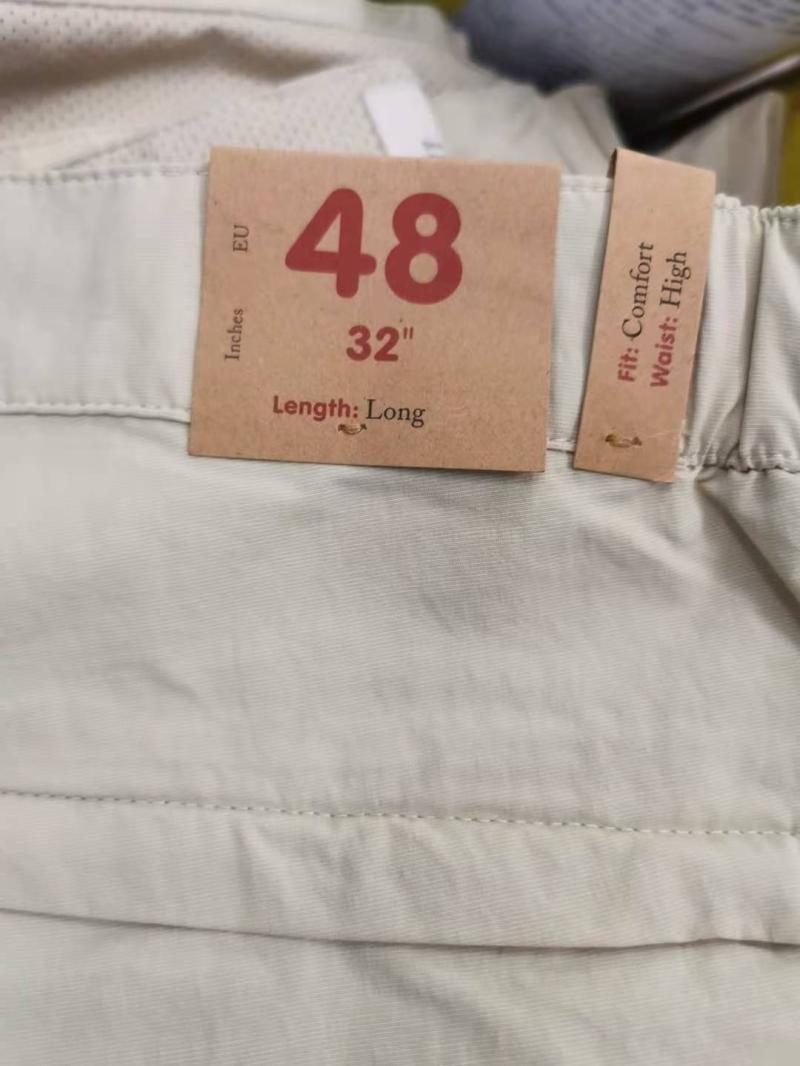 EU 48
Inches 32"
Length: Long
Fit: Comfort
Waist: High